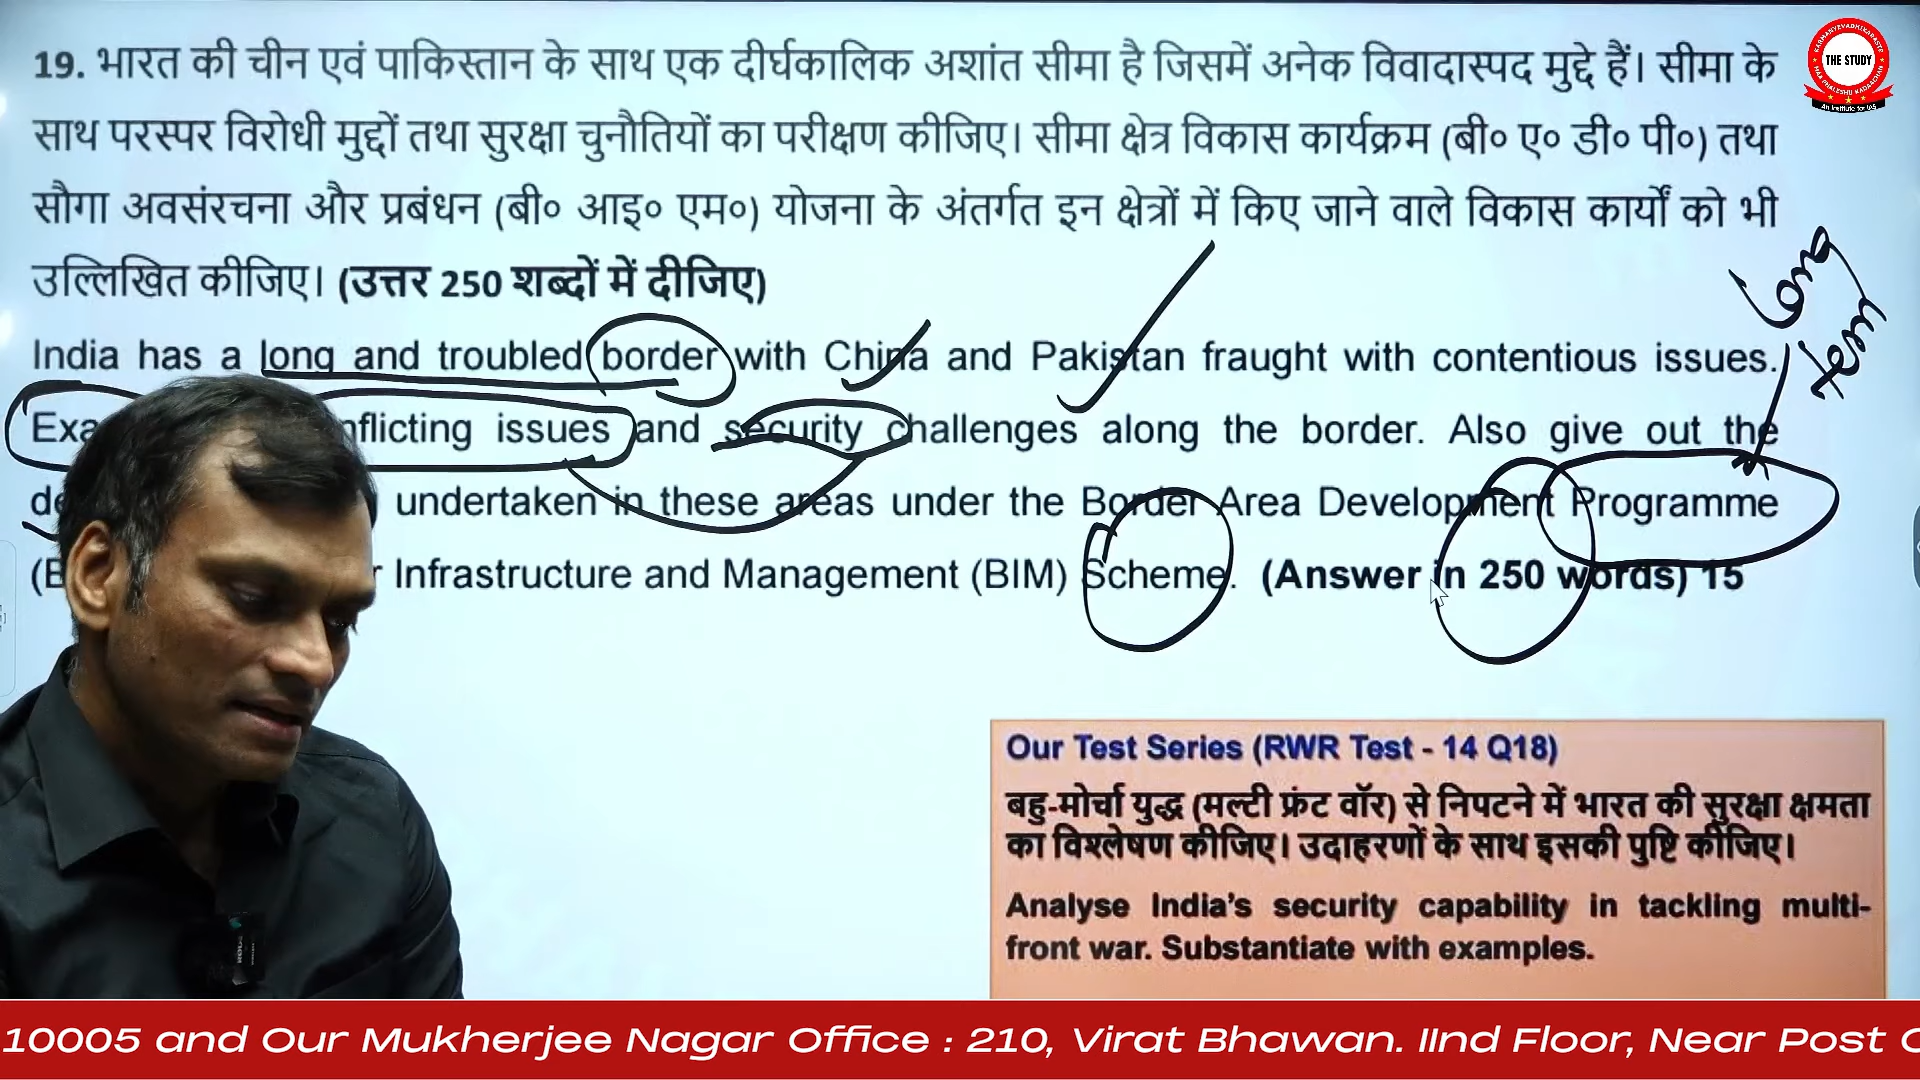 19. भारत की चीन एवं पाकिस्तान के साथ एक दीर्घकालिक अशांत सीमा है जिसमें अनेक विवादास्पद मुद्दे हैं। सीमा के
साथ परस्पर विरोधी मुद्दों तथा सुरक्षा चुनौतियों का परीक्षण कीजिए। सीमा क्षेत्र विकास कार्यक्रम (बी० ए० डी० पी०) तथा
सौगा अवसंरचना और प्रबंधन (बी० आइ० एम०) योजना के अंतर्गत इन क्षेत्रों में किए जाने वाले विकास कार्यों को भी
उल्लिखित कीजिए। (उत्तर 250 शब्दों में दीजिए)
India has a long and troubled border with China and Pakistan fraught with contentious issues.
nflicting issues and security challenges along the border. Also give out the
undertaken in these areas under the Border Area Development Programme
Infrastructure and Management (BIM) Scheme. (Answer in 250 words) 15
THE STUDY
An Institute for IAS
Our Test Series (RWR Test - 14 Q18)
बहु-मोर्चा युद्ध (मल्टी फ्रंट वॉर) से निपटने में भारत की सुरक्षा क्षमता
का विश्लेषण कीजिए। उदाहरणों के साथ इसकी पुष्टि कीजिए।
Analyse India's security capability in tackling multi-
front war. Substantiate with examples.
10005 and Our Mukherjee Nagar Office : 210, Virat Bhawan. IInd Floor, Near Post